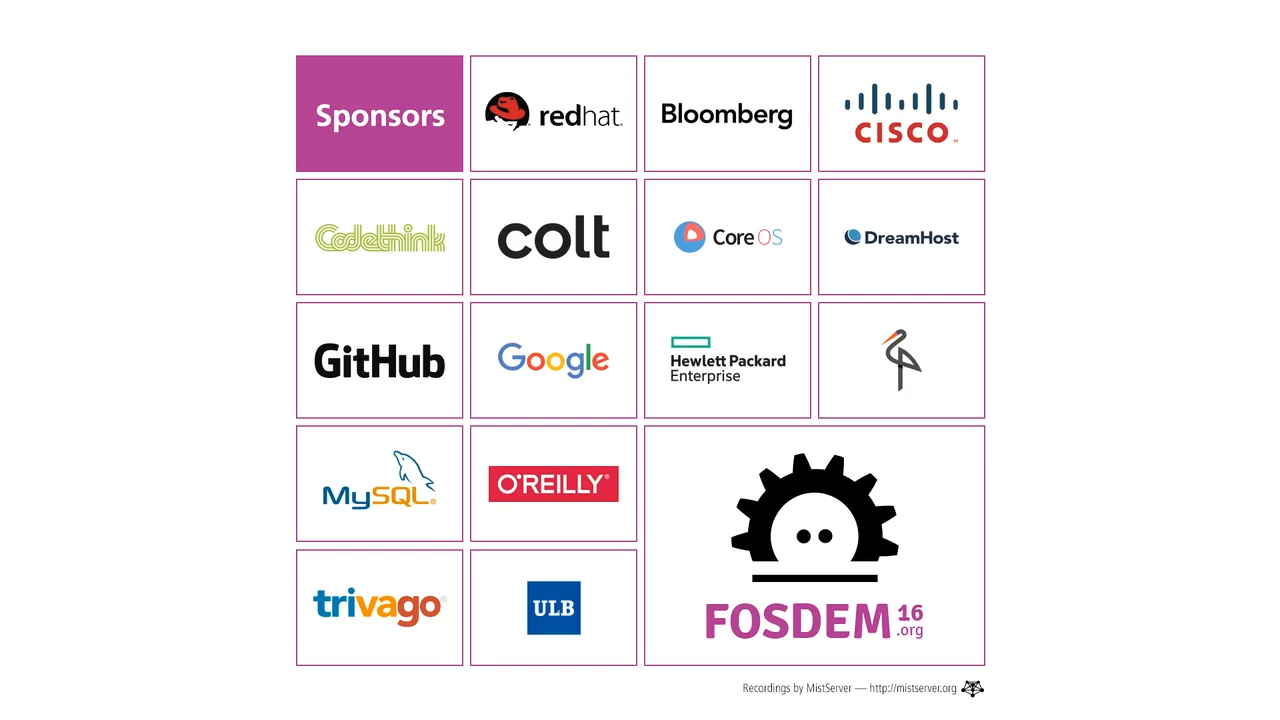 Sponsors
redhat.
Bloomberg
CISCO™
Codethink
colt
CoreOS
DreamHost
GitHub
Google
Hewlett Packard
Enterprise
MySQL®
O'REILLY®
trivago®
ULB
FOSDEM 16
.org
Recordings by MistServer — http://mistserver.org